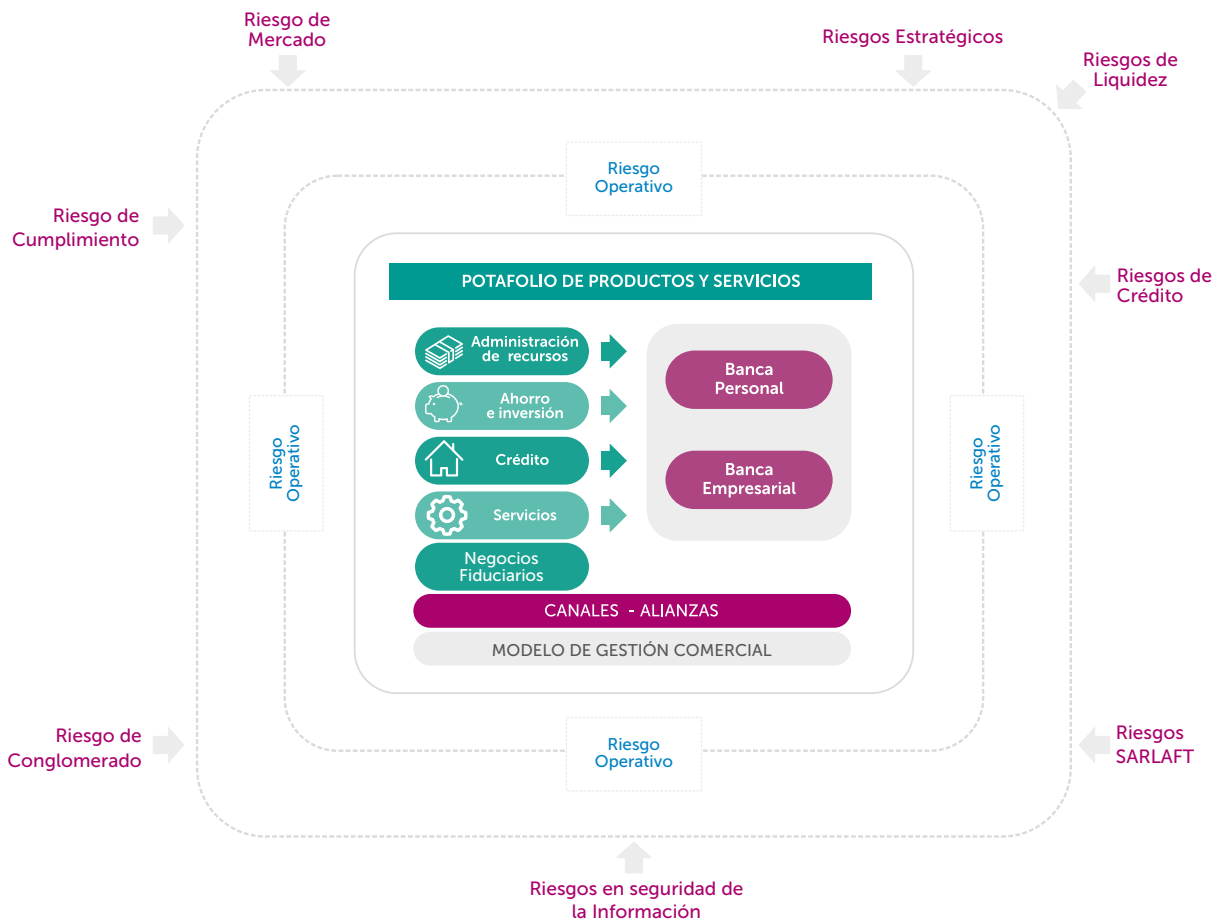 Riesgo de
Mercado
Riesgos Estratégicos
Riesgos de
Liquidez
Riesgo
Operativo
Riesgo de
Cumplimiento
Riesgos de
Crédito
POTAFOLIO DE PRODUCTOS Y SERVICIOS
Administración
de recursos
Ahorro
e inversión
Crédito
Servicios
Negocios
Fiduciarios
Banca
Personal
Banca
Empresarial
Riesgo
Operativo
Riesgo
Operativo
CANALES - ALIANZAS
MODELO DE GESTIÓN COMERCIAL
Riesgo de
Conglomerado
Riesgo
Operativo
Riesgos
SARLAFT
Riesgos en seguridad de
la Información